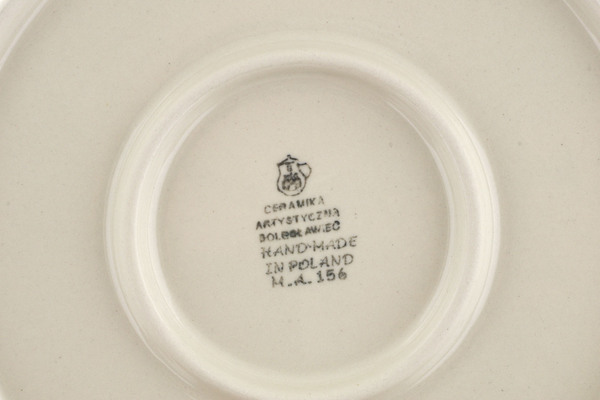 CERAMIKA
ARTYSTYCZNA
BOLESŁAWIEC
HAND-MADE
IN POLAND
M.A. 156